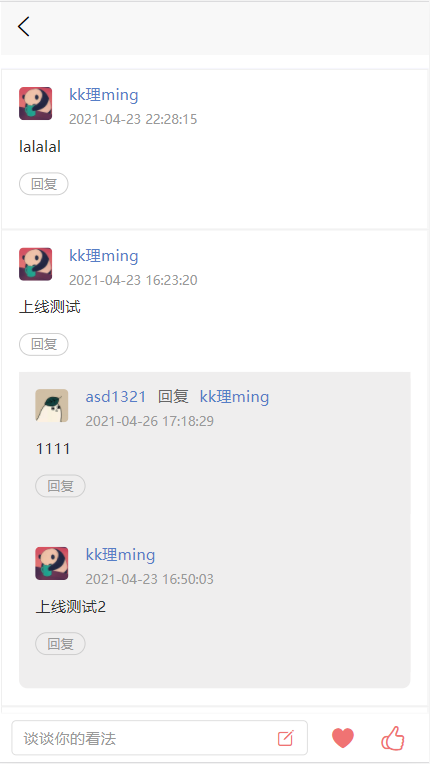 kk理ming
2021-04-23 22:28:15
lalalal
回复
kk理ming
2021-04-23 16:23:20
上线测试
回复
asd1321 回复 kk理ming
2021-04-26 17:18:29
1111
回复
kk理ming
2021-04-23 16:50:03
上线测试2
回复
谈谈你的看法